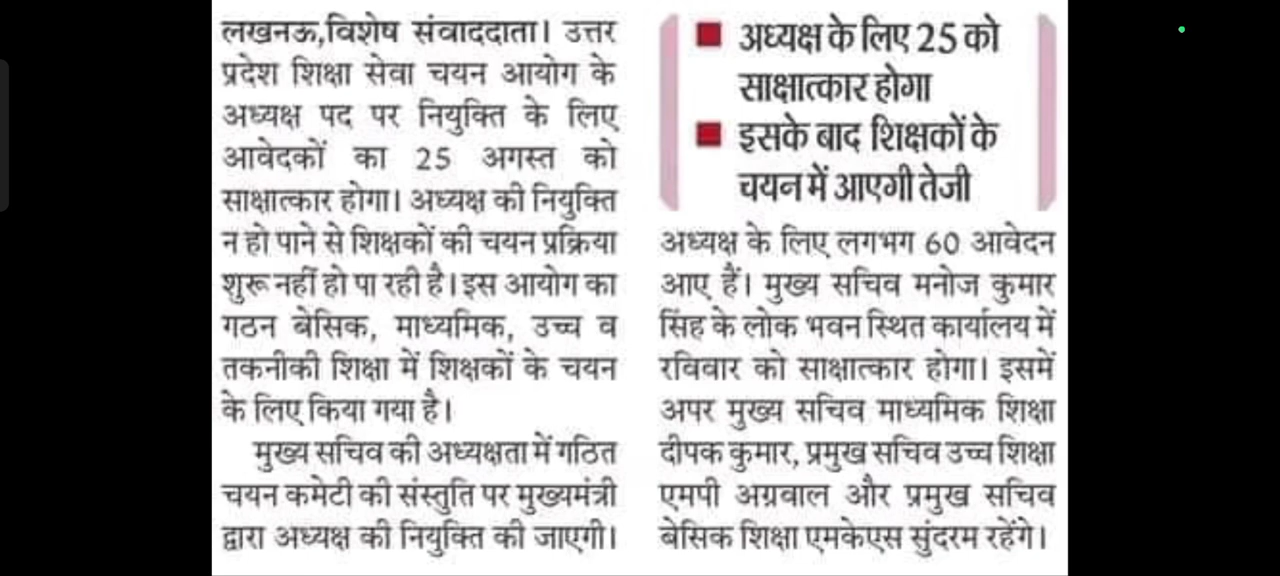 लखनऊ,विशेष संवाददाता। उत्तर
प्रदेश शिक्षा सेवा चयन आयोग के
अध्यक्ष पद पर नियुक्ति के लिए
आवेदकों का 25 अगस्त को
साक्षात्कार होगा। अध्यक्ष की नियुक्ति
न हो पाने से शिक्षकों की चयन प्रक्रिया
शुरू नहीं हो पा रही है। इस आयोग का
गठन बेसिक, माध्यमिक, उच्च व
तकनीकी शिक्षा में शिक्षकों के चयन
के लिए किया गया है।
मुख्य सचिव की अध्यक्षता में गठित
चयन कमेटी की संस्तुति पर मुख्यमंत्री
द्वारा अध्यक्ष की नियुक्ति की जाएगी।
■ अध्यक्ष के लिए 25 को
साक्षात्कार होगा
■ इसके बाद शिक्षकों के
चयन में आएगी तेजी
अध्यक्ष के लिए लगभग 60 आवेदन
आए हैं। मुख्य सचिव मनोज कुमार
सिंह के लोक भवन स्थित कार्यालय में
रविवार को साक्षात्कार होगा। इसमें
अपर मुख्य सचिव माध्यमिक शिक्षा
दीपक कुमार, प्रमुख सचिव उच्च शिक्षा
एमपी अग्रवाल और प्रमुख सचिव
बेसिक शिक्षा एमकेएस सुंदरम रहेंगे।